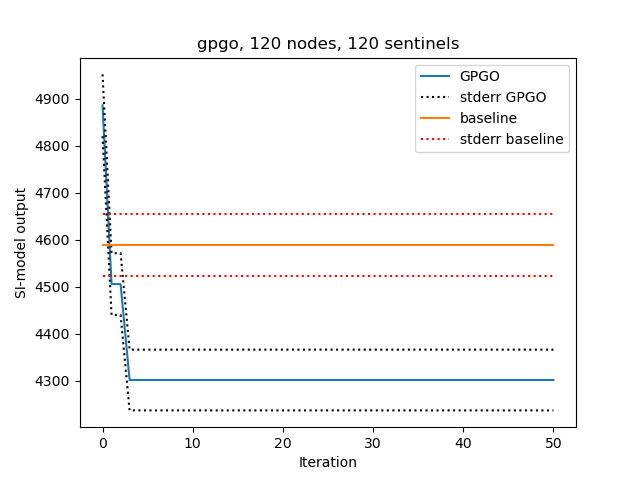 gpgo, 120 nodes, 120 sentinels
GPGO
stderr GPGO
baseline
stderr baseline
SI-model output
4900
4800
4700
4600
4500
4400
4300
0 10 20 30 40 50
Iteration